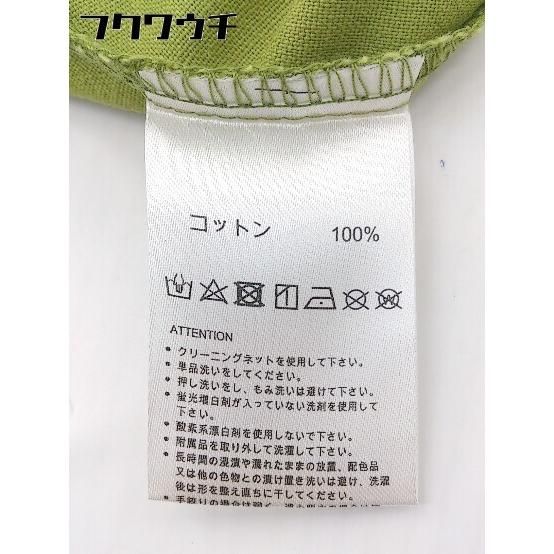 フクワウチ
コットン 100%
ATTENTION
・クリーニングネットを使用して下さい。
・単品洗いをしてください。
・押し洗いをし、もみ洗いは避けて下さい。
・蛍光増白剤が入っていない洗剤を使用して
下さい。
・酸素系漂白剤を使用しないで下さい。
・附属品を取り外して洗濯して下さい。
・長時間の浸漬や濡れたままの放置、配色品
又は他の色物との漬け置き洗いは避け、洗濯
後は形を整え直ちに干してください。